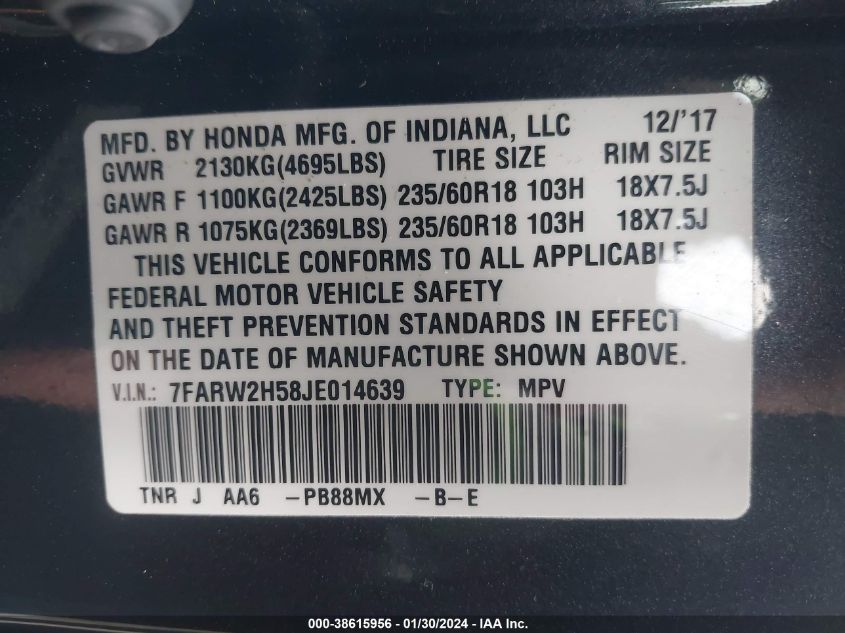 MFD. BY HONDA MFG. OF INDIANA, LLC 12/'17
GVWR 2130KG(4695LBS) TIRE SIZE RIM SIZE
GAWR F 1100KG(2425LBS) 235/60R18 103H 18X7.5J
GAWR R 1075KG(2369LBS) 235/60R18 103H 18X7.5J
THIS VEHICLE CONFORMS TO ALL APPLICABLE
FEDERAL MOTOR VEHICLE SAFETY
AND THEFT PREVENTION STANDARDS IN EFFECT
ON THE DATE OF MANUFACTURE SHOWN ABOVE.
V.I.N.: 7FARW2H58JE014639 TYPE: MPV
TNR J AA6 -PB88MX -B-E
000-38615956 - 01/30/2024 - IAA Inc.